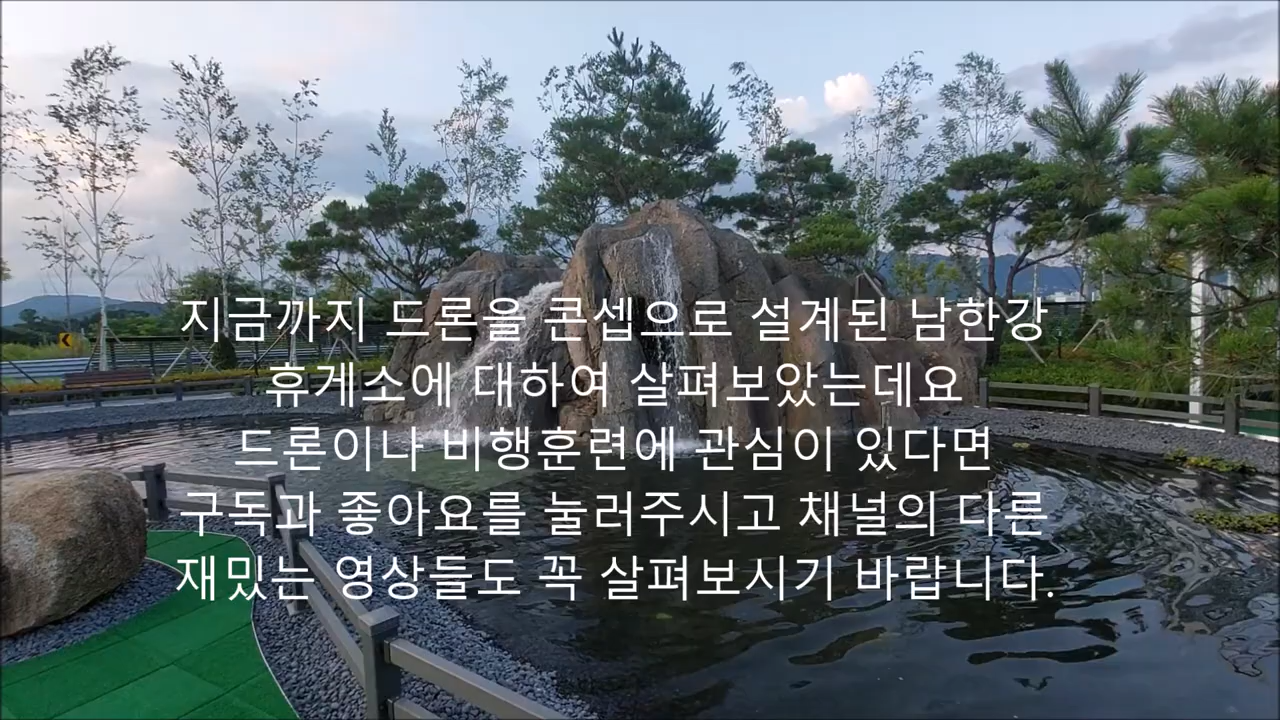 지금까지 드론을 콘셉으로 설계된 남한강
휴게소에 대하여 살펴보았는데요
드론이나 비행훈련에 관심이 있다면
구독과 좋아요를 눌러주시고 채널의 다른
재밌는 영상들도 꼭 살펴보시기 바랍니다.